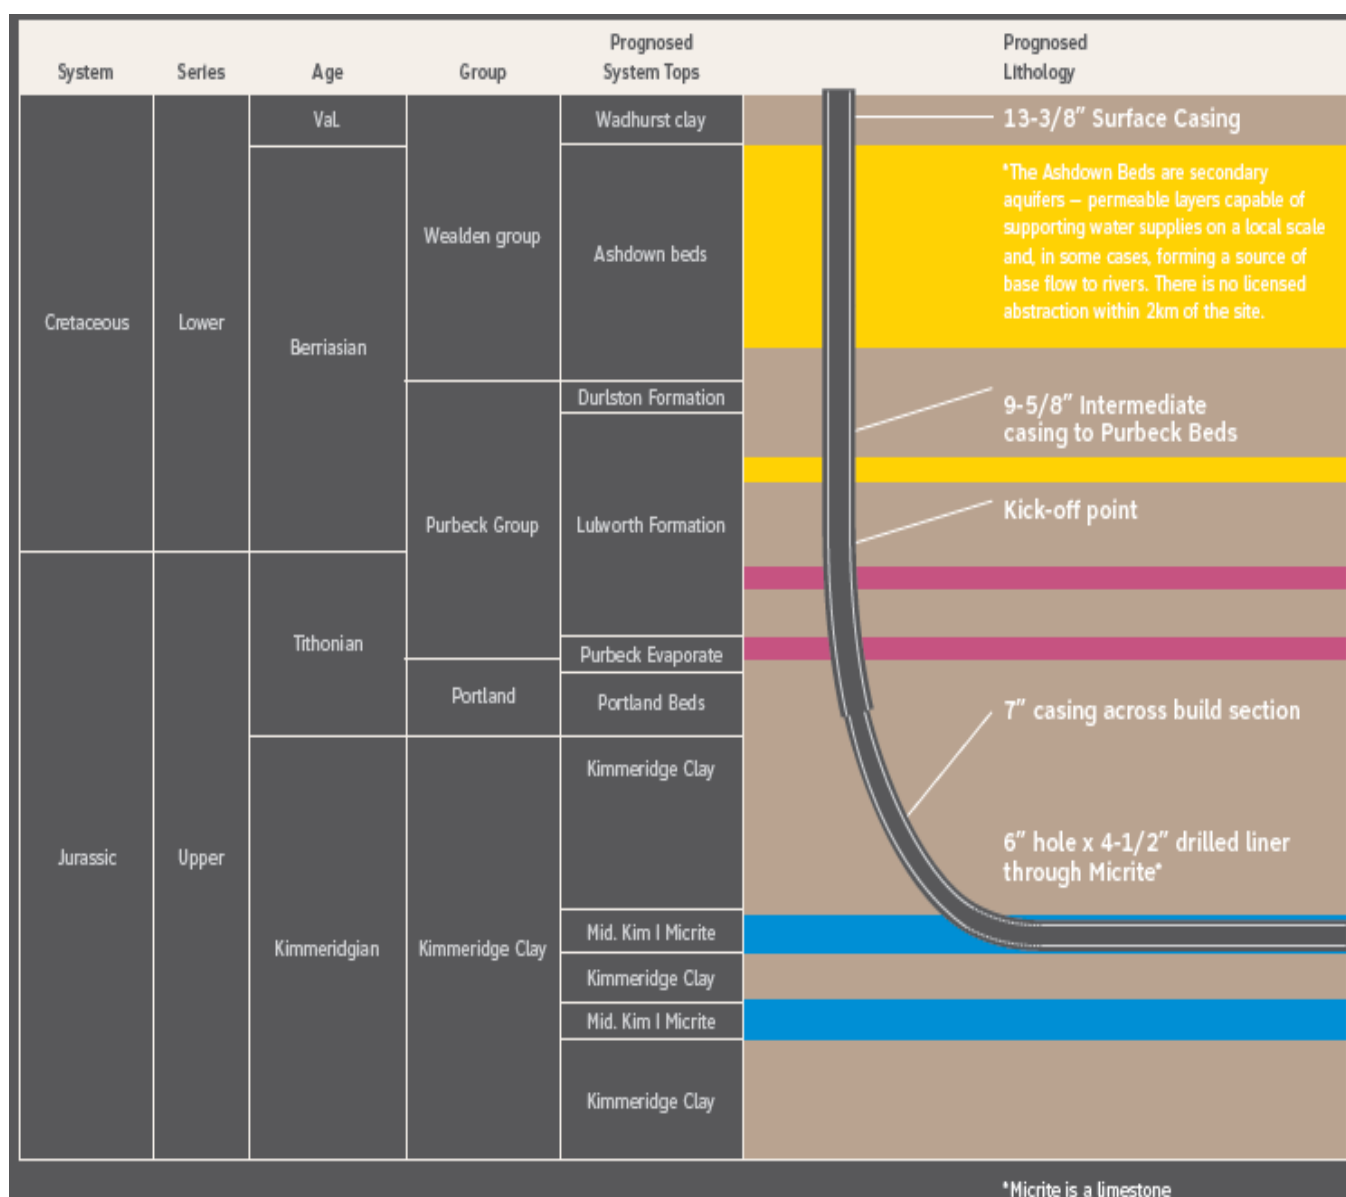 System
Series
Age
Group
Prognosed
System Tops
Prognosed
Lithology
Val.
Wadhurst clay
13-3/8" Surface Casing
*The Ashdown Beds are secondary
aquifers – permeable layers capable of
supporting water supplies on a local scale
and, in some cases, forming a source of
base flow to rivers. There is no licensed
abstraction within 2km of the site.
Wealden group
Ashdown beds
Cretaceous
Lower
Berriasian
Durlston Formation
9-5/8" Intermediate
casing to Purbeck Beds
Kick-off point
Purbeck Group
Lulworth Formation
Tithonian
Purbeck Evaporate
Portland
Portland Beds
7" casing across build section
Kimmeridge Clay
6" hole x 4-1/2" drilled liner
through Micrite*
Jurassic
Upper
Kimmeridgian
Kimmeridge Clay
Mid. Kim I Micrite
Kimmeridge Clay
Mid. Kim I Micrite
Kimmeridge Clay
*Micrite is a limestone